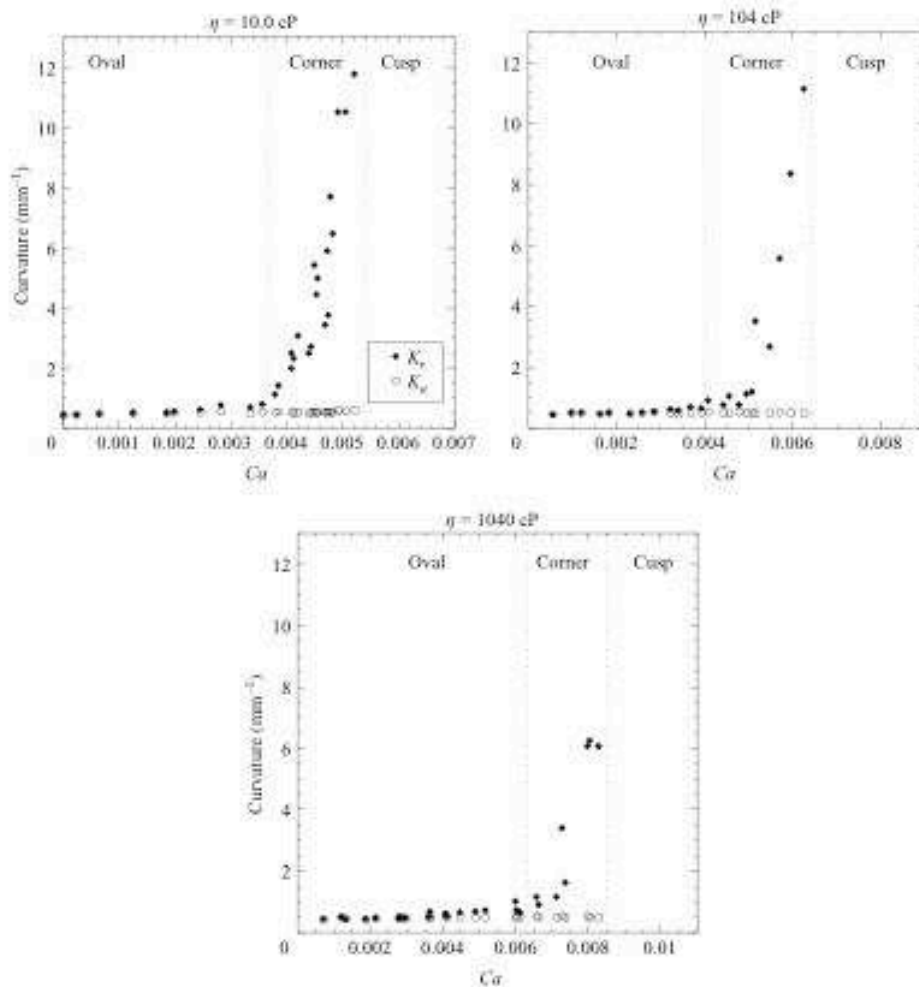 η = 10.0 cP
Oval Corner Cusp
12
10
8
6
4
2
Curvature (mm⁻¹)
Kr
0 0.001 0.002 0.003 0.004 0.005 0.006 0.007
Ca
η = 104 cP
Oval Corner Cusp
12
10
8
6
4
2
0 0.002 0.004 0.006 0.008
Ca
η = 1040 cP
Oval Corner Cusp
12
10
8
6
4
2
Curvature (mm⁻¹)
0 0.002 0.004 0.006 0.008 0.01
Ca